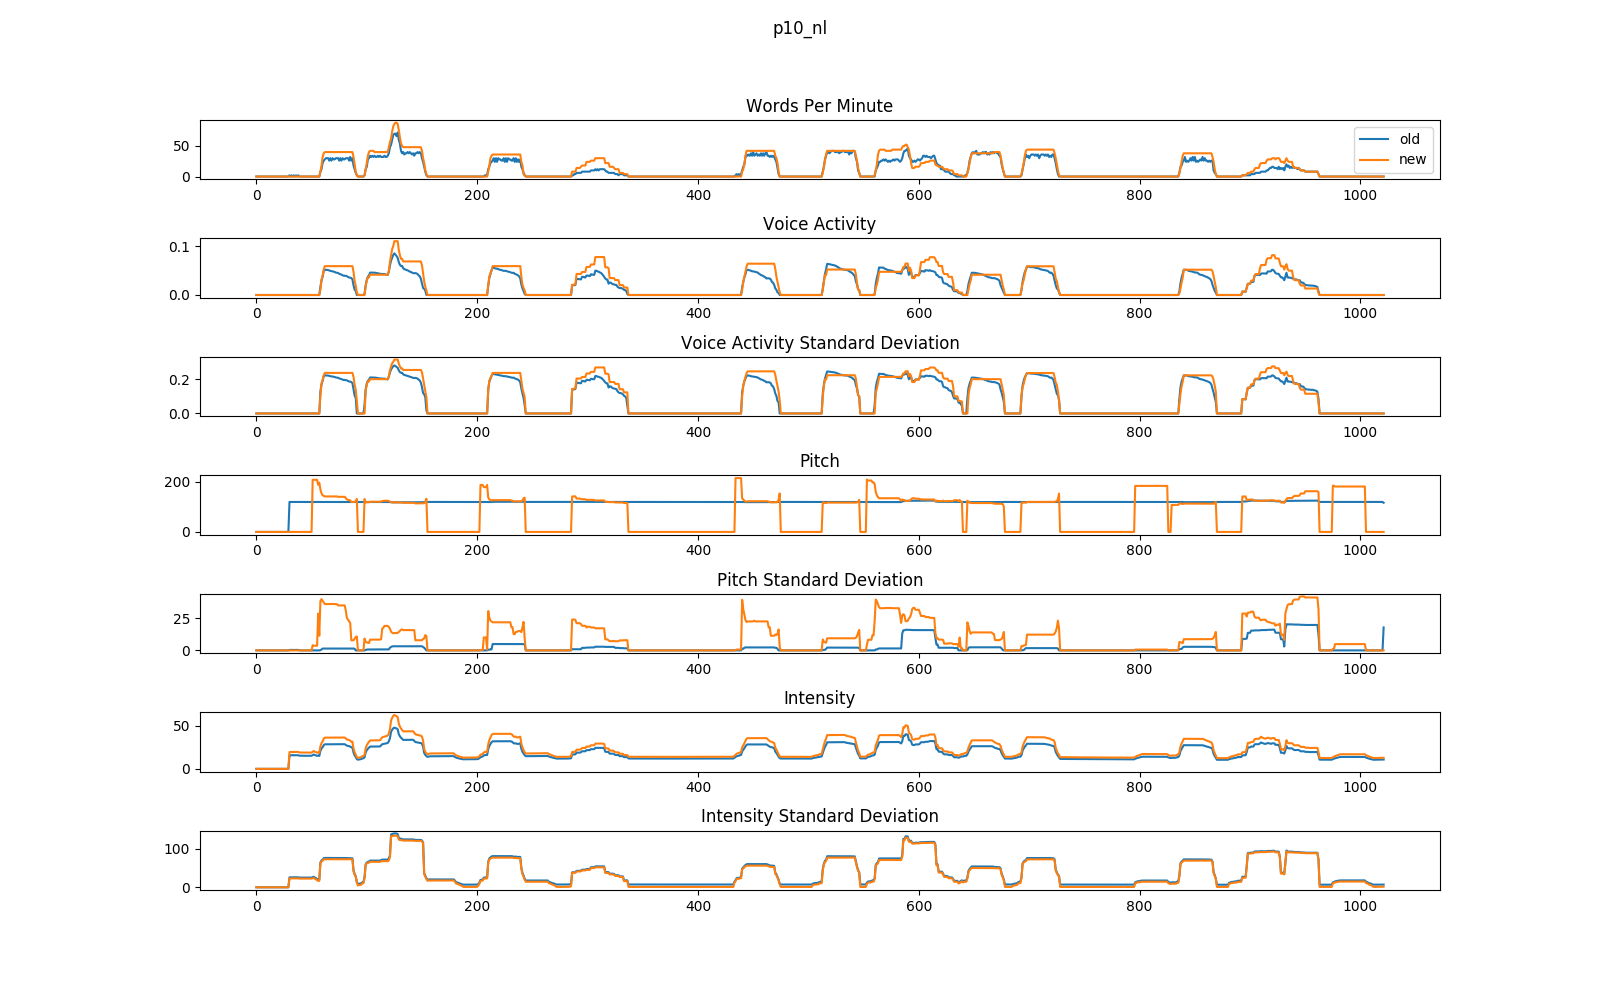 p10_nl
Words Per Minute
50
0
old
new
0 200 400 600 800 1000
Voice Activity
0.1
0.0
0 200 400 600 800 1000
Voice Activity Standard Deviation
0.2
0.0
0 200 400 600 800 1000
Pitch
200
0
0 200 400 600 800 1000
Pitch Standard Deviation
25
0
0 200 400 600 800 1000
Intensity
50
0
0 200 400 600 800 1000
Intensity Standard Deviation
100
0
0 200 400 600 800 1000